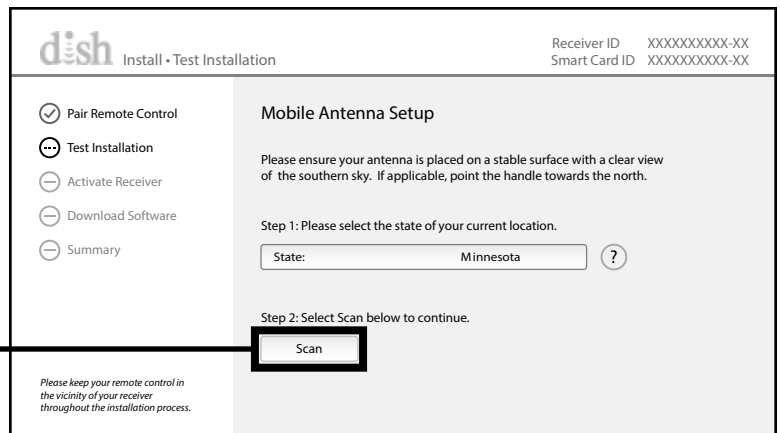 dish Install • Test Installation
Receiver ID XXXXXXXXXX-XX
Smart Card ID XXXXXXXXXX-XX
Pair Remote Control
Test Installation
Activate Receiver
Download Software
Summary
Please keep your remote control in
the vicinity of your receiver
throughout the installation process.
Mobile Antenna Setup
Please ensure your antenna is placed on a stable surface with a clear view
of the southern sky. If applicable, point the handle towards the north.
Step 1: Please select the state of your current location.
State: Minnesota ?
Step 2: Select Scan below to continue.
Scan